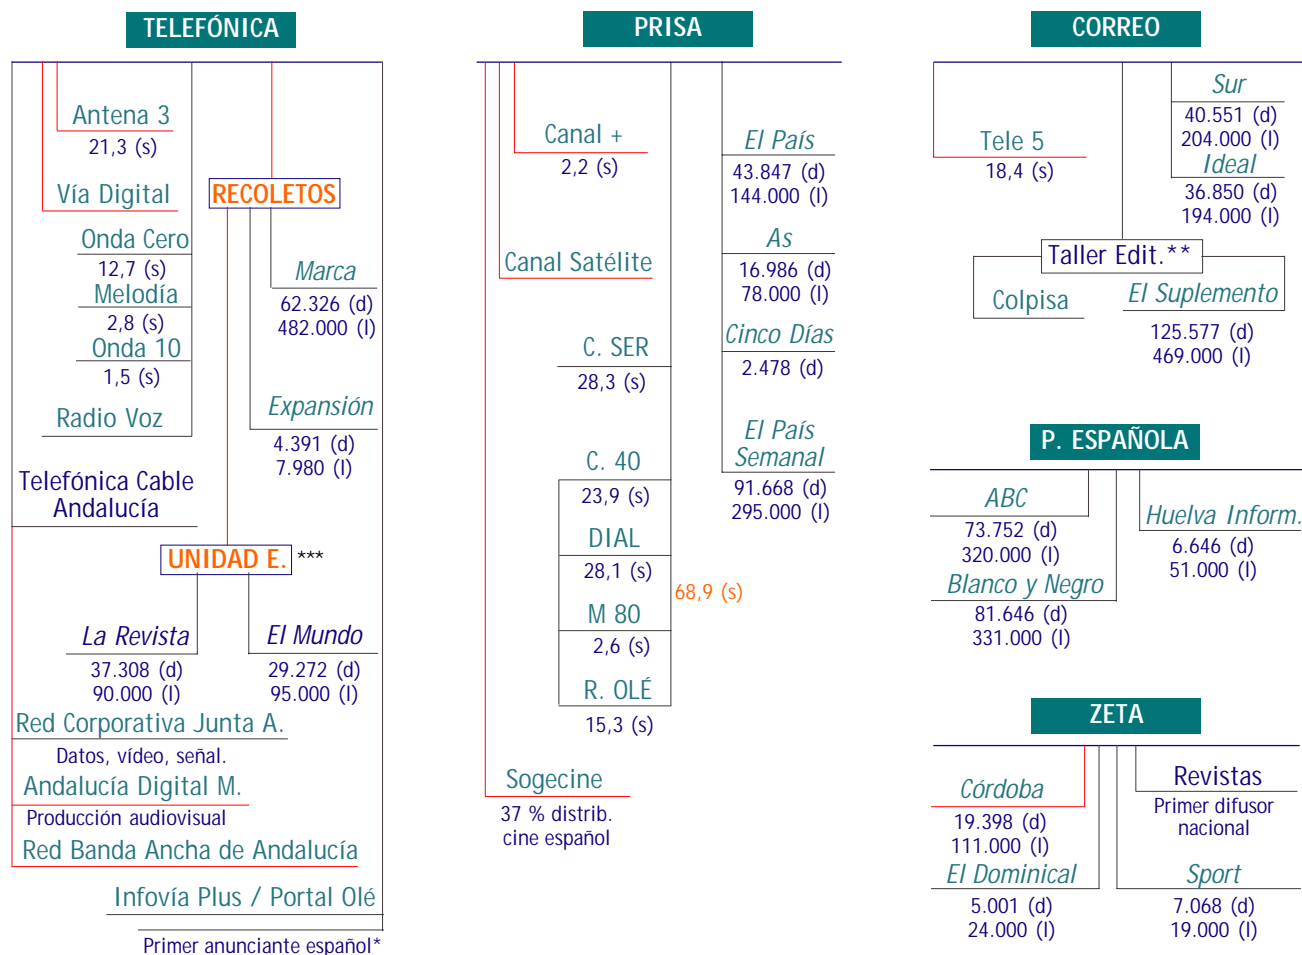 TELEFÓNICA
Antena 3
21,3 (s)
Vía Digital
RECOLETOS
Onda Cero
12,7 (s)
Melodía
2,8 (s)
Onda 10
1,5 (s)
Radio Voz
Marca
62.326 (d)
482.000 (l)
Expansión
4.391 (d)
7.980 (l)
Telefónica Cable
Andalucía
UNIDAD E. ***
La Revista
37.308 (d)
90.000 (l)
El Mundo
29.272 (d)
95.000 (l)
Red Corporativa Junta A.
Datos, vídeo, señal.
Andalucía Digital M.
Producción audiovisual
Red Banda Ancha de Andalucía
Infovía Plus / Portal Olé
Primer anunciante español*
PRISA
Canal +
2,2 (s)
Canal Satélite
C. SER
28,3 (s)
C. 40
23,9 (s)
DIAL
28,1 (s)
68,9 (s)
M 80
2,6 (s)
R. OLÉ
15,3 (s)
Sogecine
37 % distrib.
cine español
El País
43.847 (d)
144.000 (l)
As
16.986 (d)
78.000 (l)
Cinco Días
2.478 (d)
El País
Semanal
91.668 (d)
295.000 (l)
CORREO
Tele 5
18,4 (s)
Sur
40.551 (d)
204.000 (l)
Ideal
36.850 (d)
194.000 (l)
Taller Edit.**
Colpisa
El Suplemento
125.577 (d)
469.000 (l)
P. ESPAÑOLA
ABC
73.752 (d)
320.000 (l)
Blanco y Negro
81.646 (d)
331.000 (l)
Huelva Inform.
6.646 (d)
51.000 (l)
ZETA
Córdoba
19.398 (d)
111.000 (l)
El Dominical
5.001 (d)
24.000 (l)
Revistas
Primer difusor
nacional
Sport
7.068 (d)
19.000 (l)